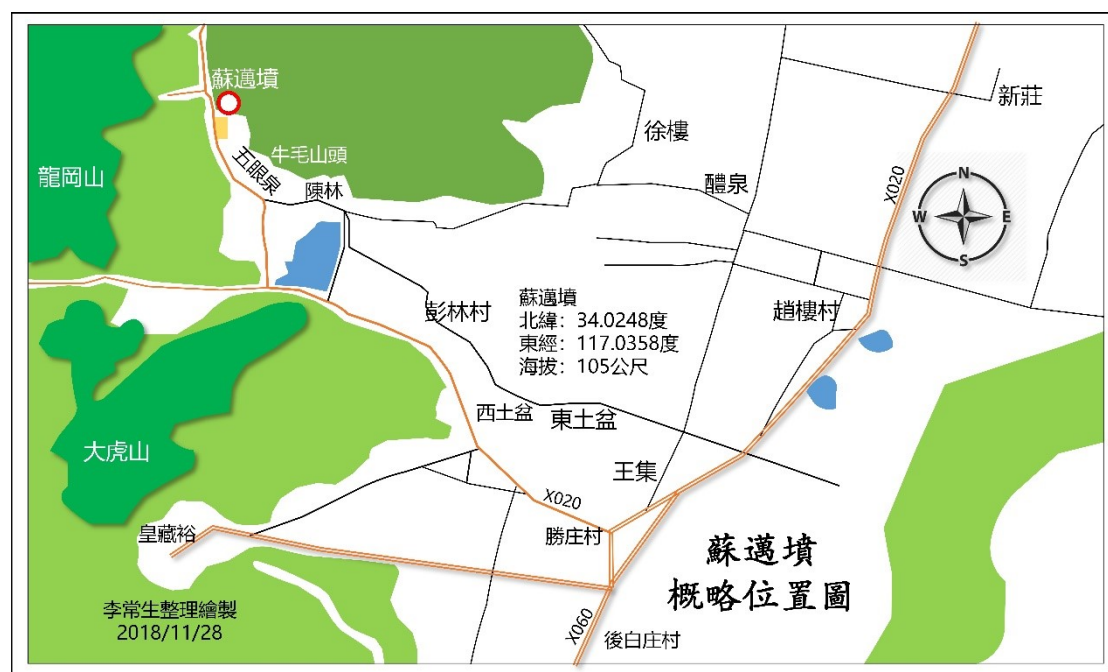 蘇邁墳
新莊
徐樓
牛毛山頭
五眼泉
龍岡山
陳林
醴泉
X020
N
W
E
S
彭林村
蘇邁墳
北緯：34.0248度
東經：117.0358度
海拔：105公尺
趙樓村
西土盆
東土盆
大虎山
王集
X020
皇藏裕
勝庄村
蘇邁墳
概略位置圖
李常生整理繪製
2018/11/28
X060
後白庄村